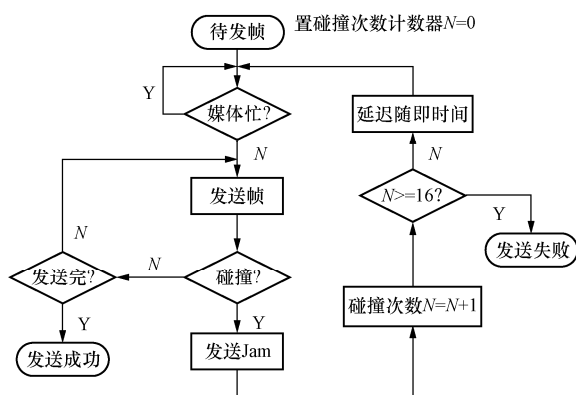 待发帧
置碰撞次数计数器N=0
Y
媒体忙?
延迟随即时间
N
N
发送帧
N>=16?
Y
N
发送失败
发送完?
N
碰撞?
Y
Y
碰撞次数N=N+1
发送成功
发送Jam